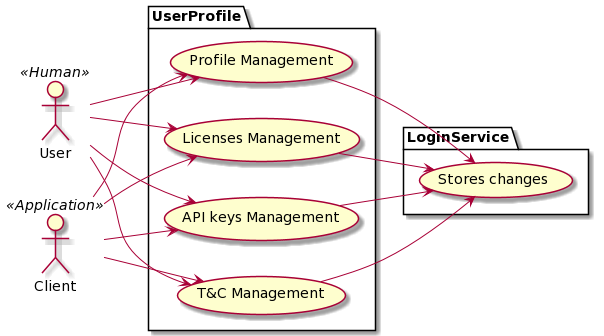 UserProfile
Profile Management
«Human»
User
Licenses Management
LoginService
Stores changes
«Application»
Client
API keys Management
T&C Management